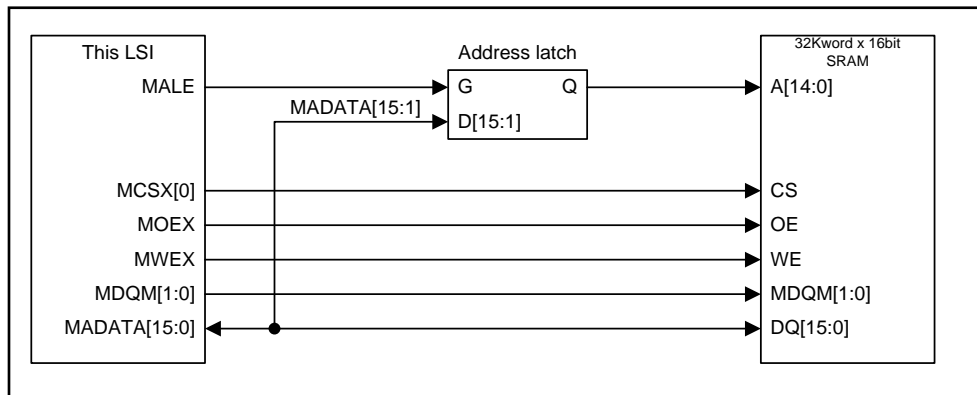 This LSI
Address latch
32Kword x 16bit
SRAM
MALE
G
Q
A[14:0]
MADATA[15:1]
D[15:1]
MCSX[0]
CS
MOEX
OE
MWEX
WE
MDQM[1:0]
MDQM[1:0]
MADATA[15:0]
DQ[15:0]